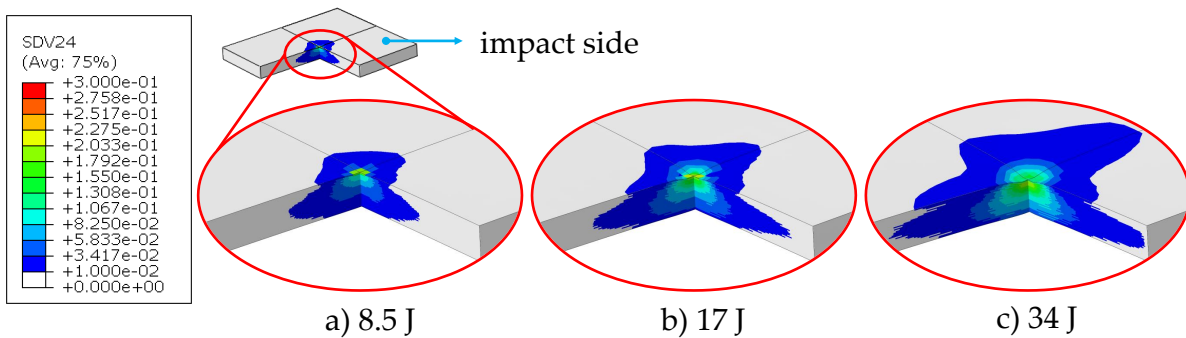 SDV24
(Avg: 75%)
+3.000e-01
+2.758e-01
+2.517e-01
+2.275e-01
+2.033e-01
+1.792e-01
+1.550e-01
+1.308e-01
+1.067e-01
+8.250e-02
+5.833e-02
+3.417e-02
+1.000e-02
+0.000e+00
impact side
a) 8.5 J
b) 17 J
c) 34 J